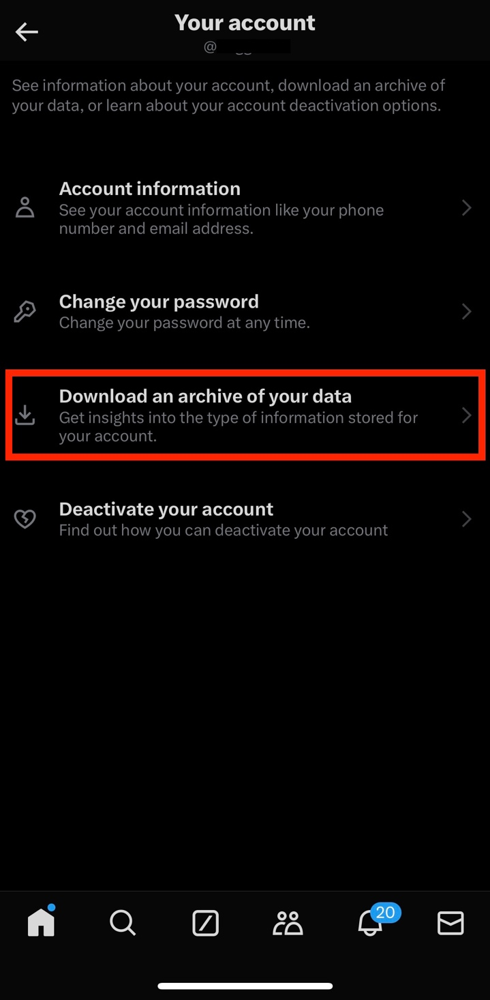 Your account
@
See information about your account, download an archive of
your data, or learn about your account deactivation options.
Account information
See your account information like your phone
number and email address.
Change your password
Change your password at any time.
Download an archive of your data
Get insights into the type of information stored for
your account.
Deactivate your account
Find out how you can deactivate your account
20